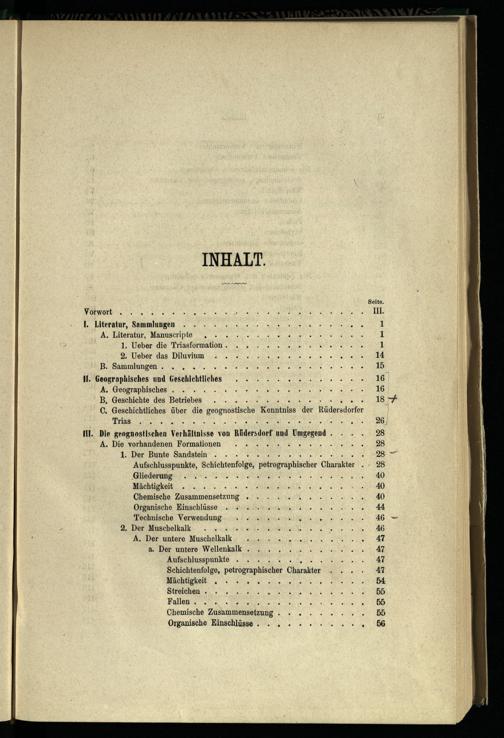 INHALT.
Seite.
Vorwort . . . . . . . . . . . . . . . . . . . . III.
I. Literatur, Sammlungen . . . . . . . . . . . . . . . 1
A. Literatur, Manuscripte . . . . . . . . . . . . . . 1
1. Ueber die Triasformation . . . . . . . . . . . . 1
2. Ueber das Diluvium . . . . . . . . . . . . . 14
B. Sammlungen . . . . . . . . . . . . . . . . . 15
II. Geographisches und Geschichtliches . . . . . . . . . . . 16
A. Geographisches . . . . . . . . . . . . . . . . 16
B. Geschichte des Betriebes . . . . . . . . . . . . . 18
C. Geschichtliches über die geognostische Kenntniss der Rüdersdorfer
Trias . . . . . . . . . . . . . . . . . . . 26
III. Die geognostischen Verhältnisse von Rüdersdorf und Umgegend . . . . 28
A. Die vorhandenen Formationen . . . . . . . . . . . 28
1. Der Bunte Sandstein . . . . . . . . . . . . . 28
Aufschlusspunkte, Schichtenfolge, petrographischer Charakter . 28
Gliederung . . . . . . . . . . . . . . . 40
Mächtigkeit . . . . . . . . . . . . . . . 40
Chemische Zusammensetzung . . . . . . . . . . 40
Organische Einschlüsse . . . . . . . . . . . . 44
Technische Verwendung . . . . . . . . . . . 46
2. Der Muschelkalk . . . . . . . . . . . . . . 46
A. Der untere Muschelkalk . . . . . . . . . . . 47
a. Der untere Wellenkalk . . . . . . . . . . 47
Aufschlusspunkte . . . . . . . . . . . 47
Schichtenfolge, petrographischer Charakter . . . . 47
Mächtigkeit . . . . . . . . . . . . . 54
Streichen . . . . . . . . . . . . . . 55
Fallen . . . . . . . . . . . . . . . 55
Chemische Zusammensetzung . . . . . . . . 55
Organische Einschlüsse . . . . . . . . . . 56